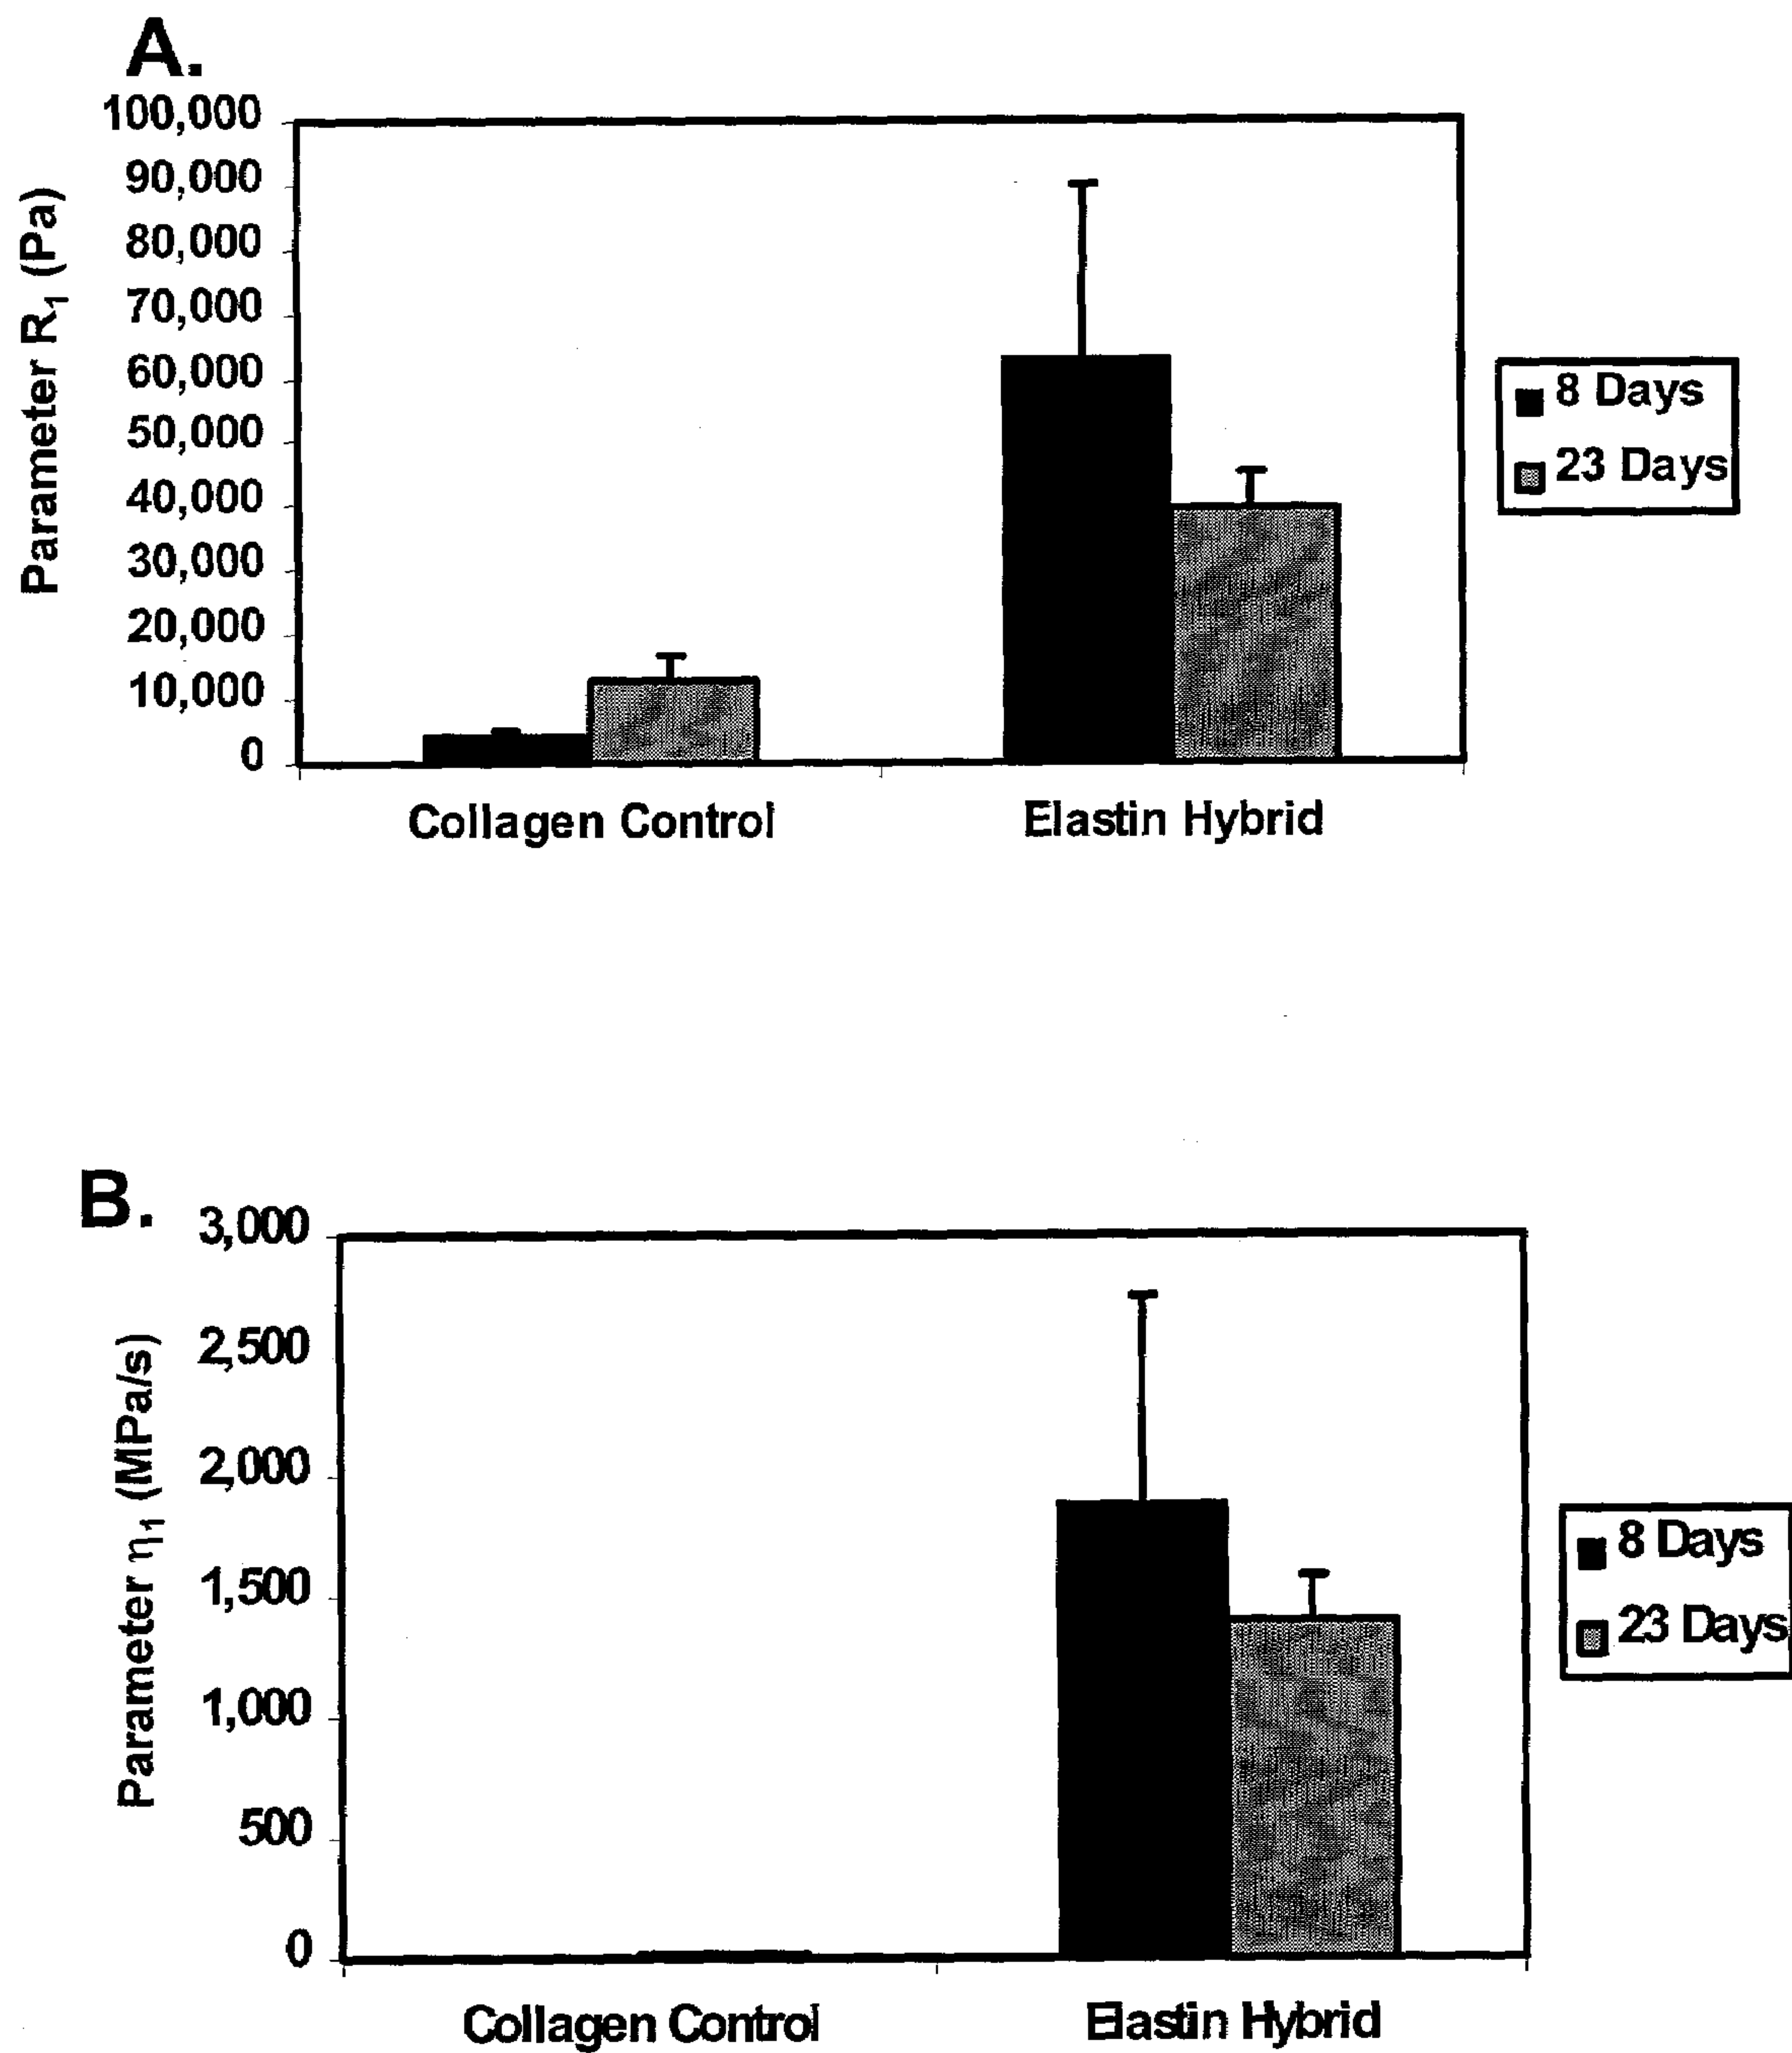 A.
100,000
90,000
80,000
70,000
60,000
50,000
40,000
30,000
20,000
10,000
0
Parameter R₁ (Pa)
Collagen Control
Elastin Hybrid
8 Days
23 Days
B.
3,000
2,500
2,000
1,500
1,000
500
0
Parameter η₁ (MPa/s)
Collagen Control
Elastin Hybrid
8 Days
23 Days